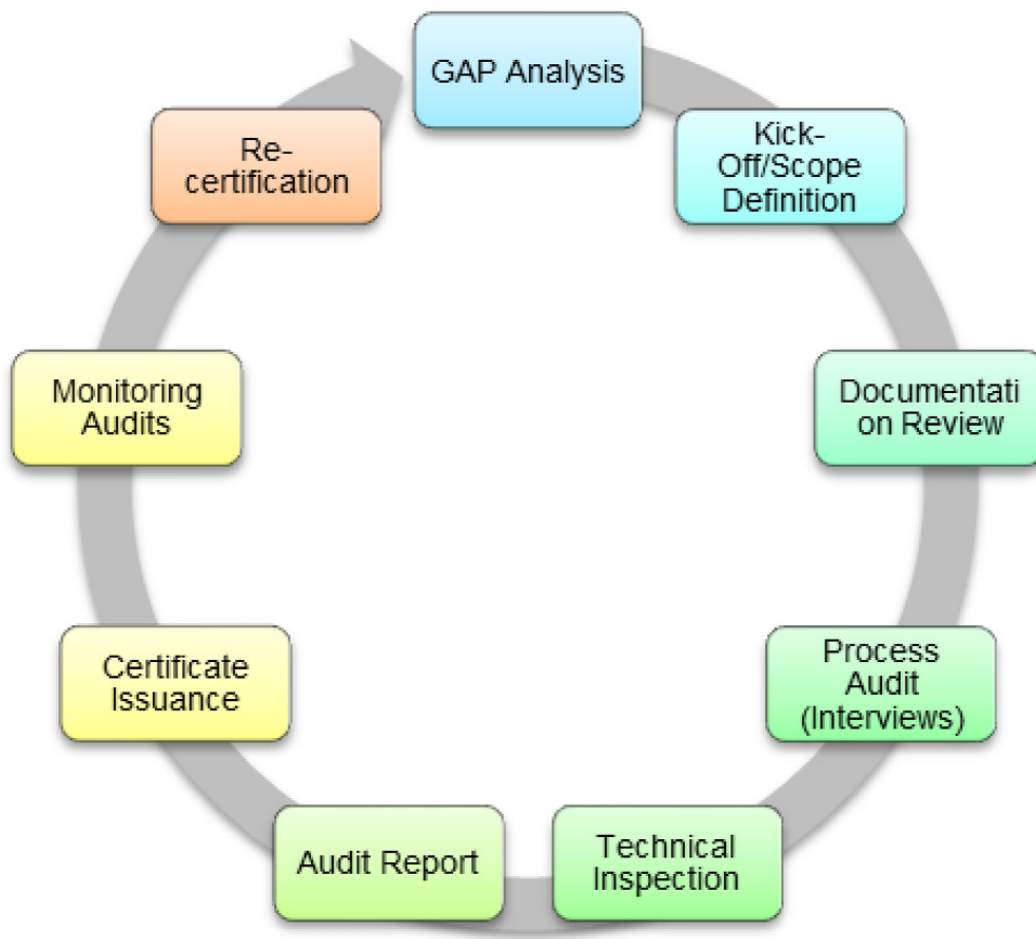 GAP Analysis
Kick-
Off/Scope
Definition
Documentati
on Review
Process
Audit
(Interviews)
Technical
Inspection
Audit Report
Certificate
Issuance
Monitoring
Audits
Re-
certification